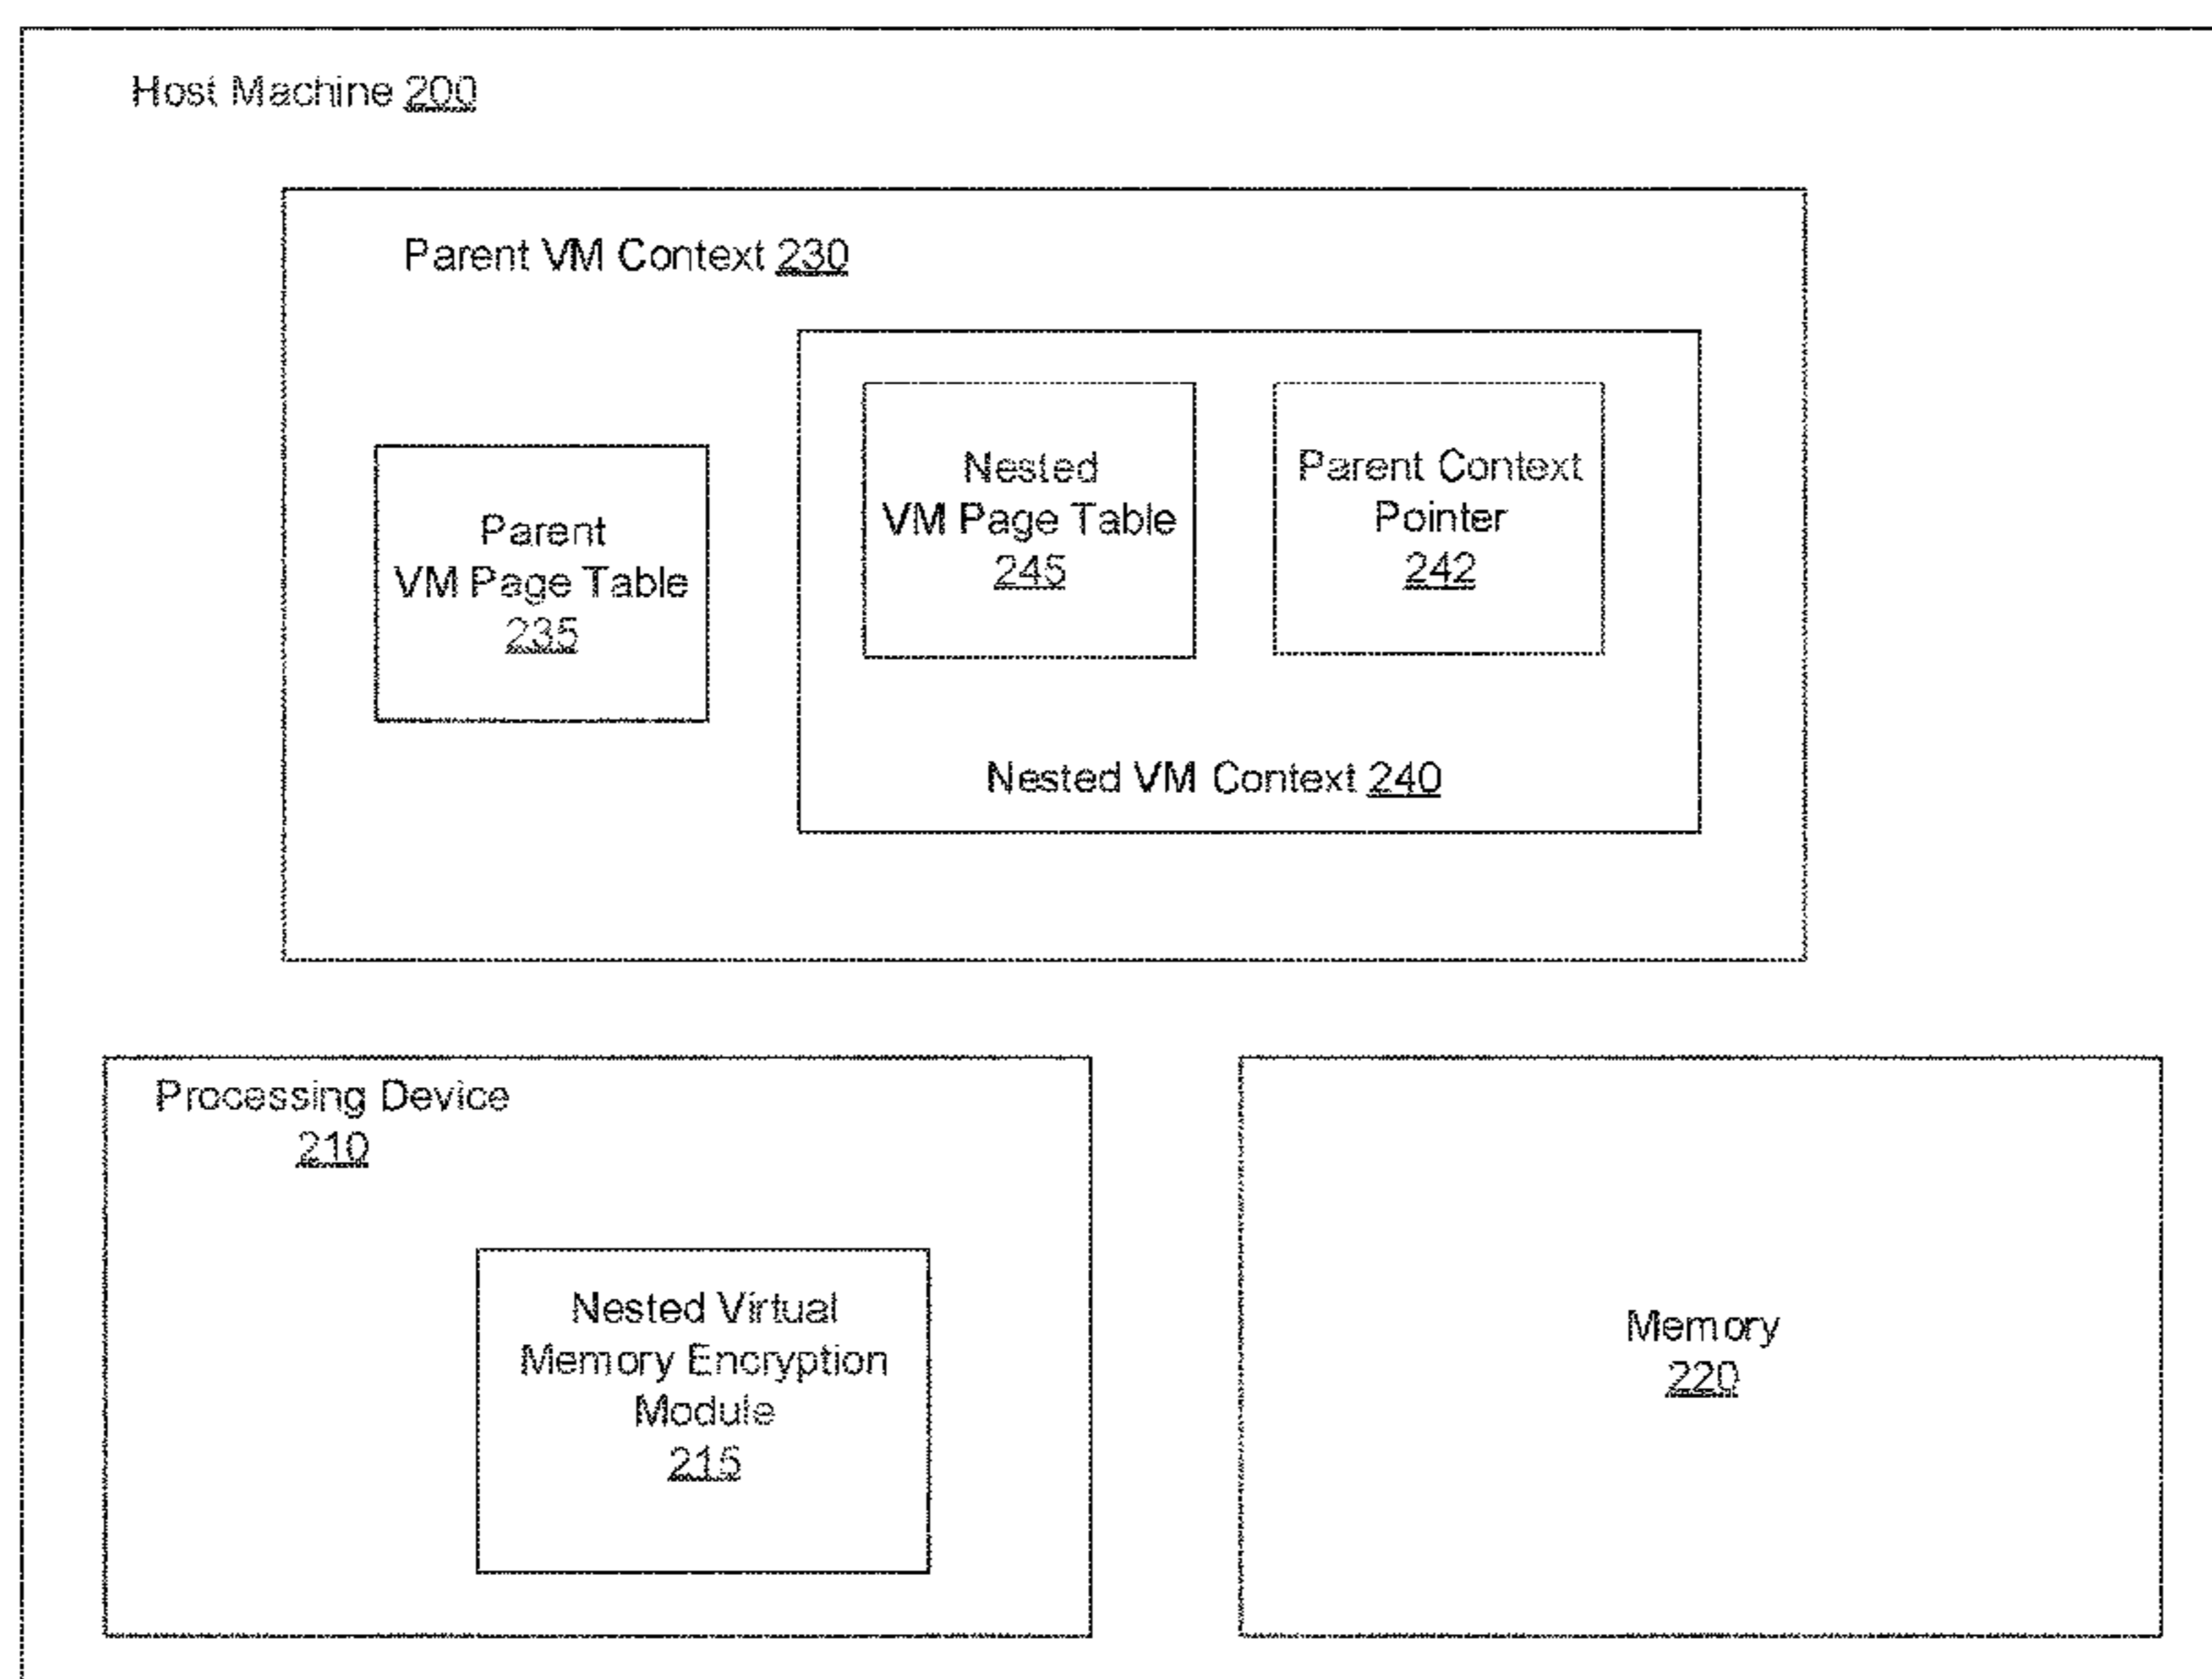 Host Machine 200
Parent VM Context 230
Parent
VM Page Table
235
Nested
VM Page Table
245
Parent Context
Pointer
242
Nested VM Context 240
Processing Device
210
Nested Virtual
Memory Encryption
Module
215
Memory
220